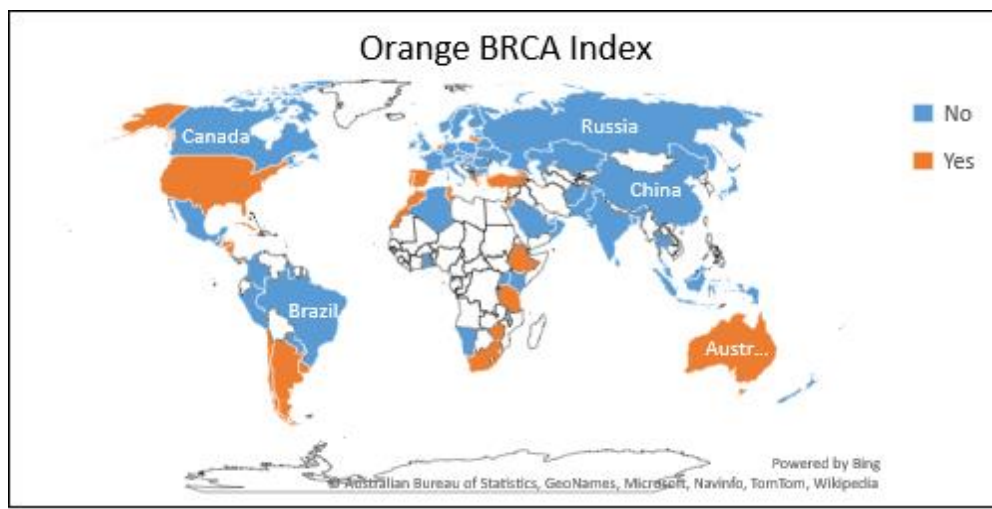 Orange BRCA Index
No
Yes
Canada
Russia
China
Brazil
Austr...
Powered by Bing
© Australian Bureau of Statistics, GeoNames, Microsoft, Navinfo, TomTom, Wikipedia